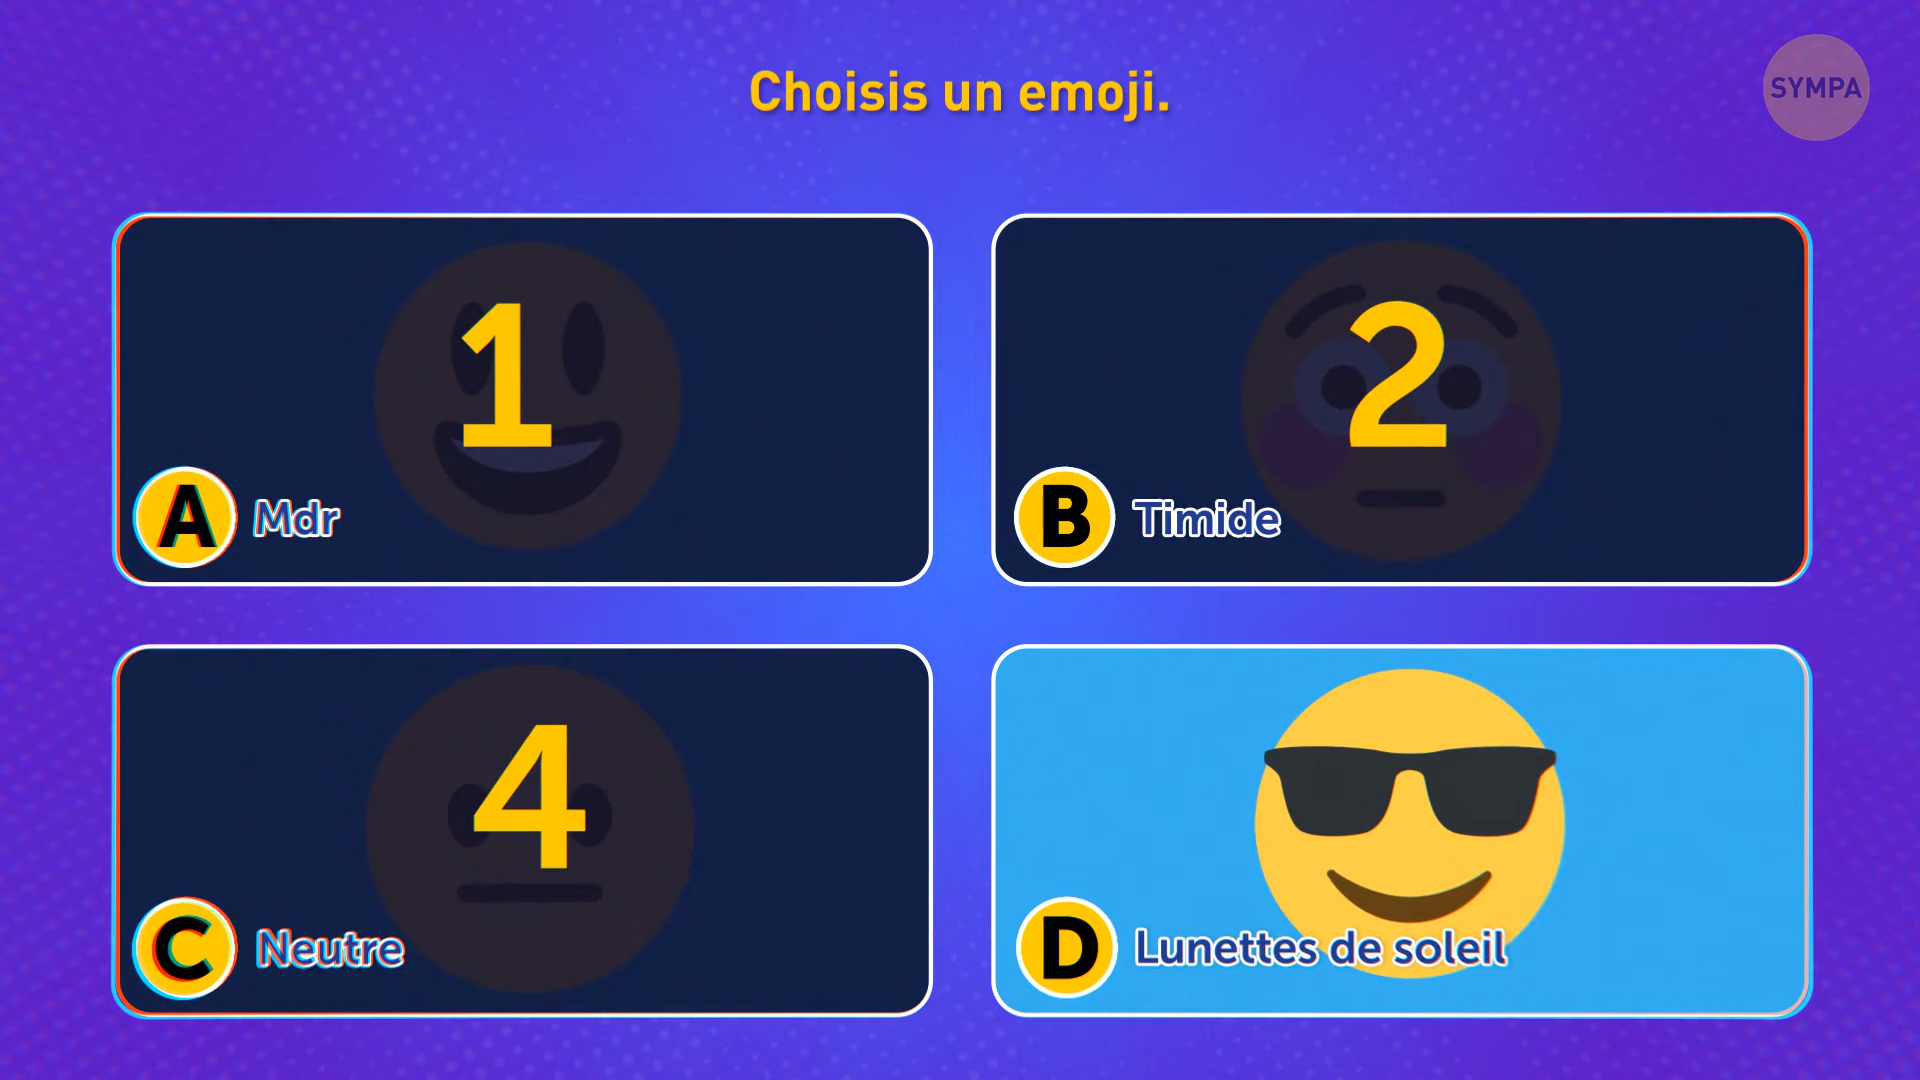 Choisis un emoji.
SYMPA
1
A Mdr
2
B Timide
4
C Neutre
D Lunettes de soleil